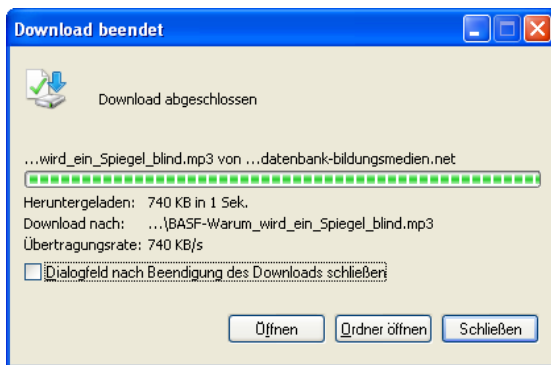 Download beendet
Download abgeschlossen
...wird_ein_Spiegel_blind.mp3 von ...datenbank-bildungsmedien.net
Heruntergeladen: 740 KB in 1 Sek.
Download nach: ...\BASF-Warum_wird_ein_Spiegel_blind.mp3
Übertragungsrate: 740 KB/s
Dialogfeld nach Beendigung des Downloads schließen
Öffnen Ordner öffnen Schließen